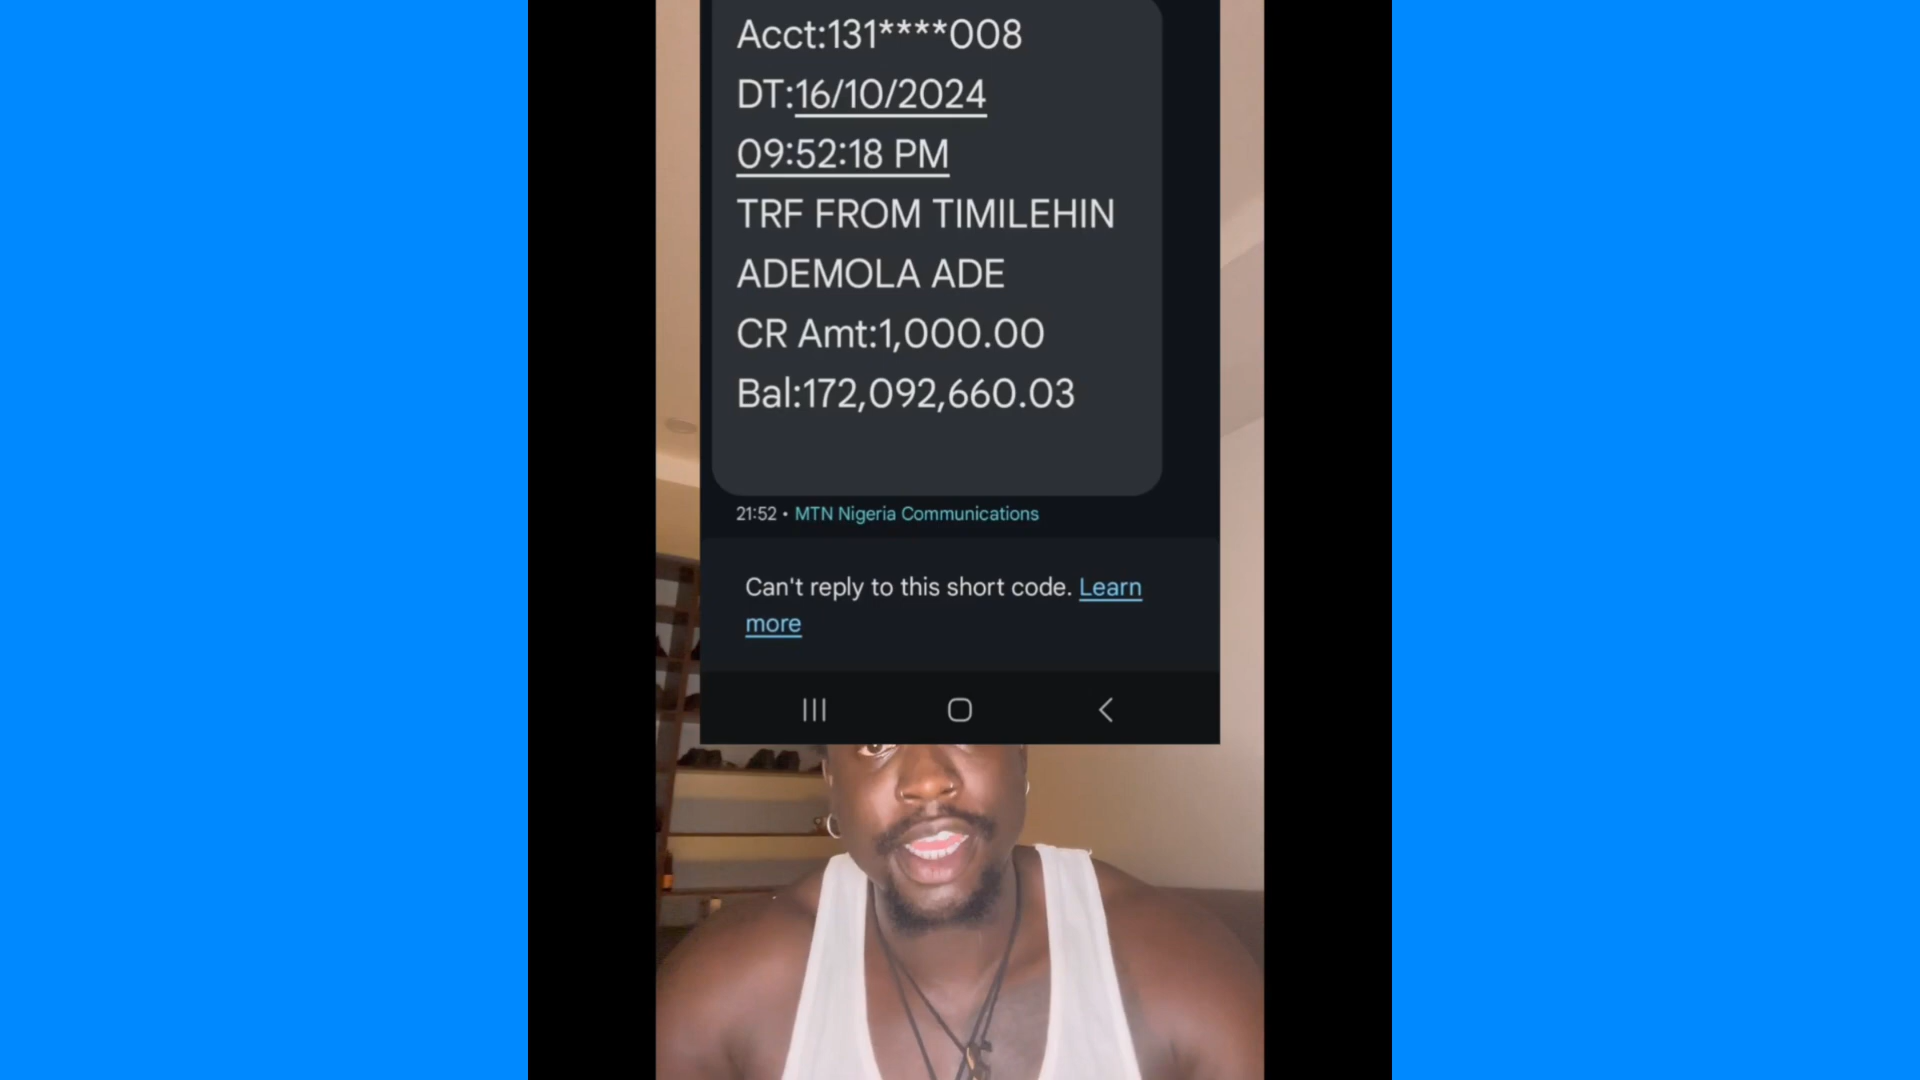 Acct:131****008
DT:16/10/2024
09:52:18 PM
TRF FROM TIMILEHIN
ADEMOLA ADE
CR Amt:1,000.00
Bal:172,092,660.03
21:52 • MTN Nigeria Communications
Can't reply to this short code. Learn
more